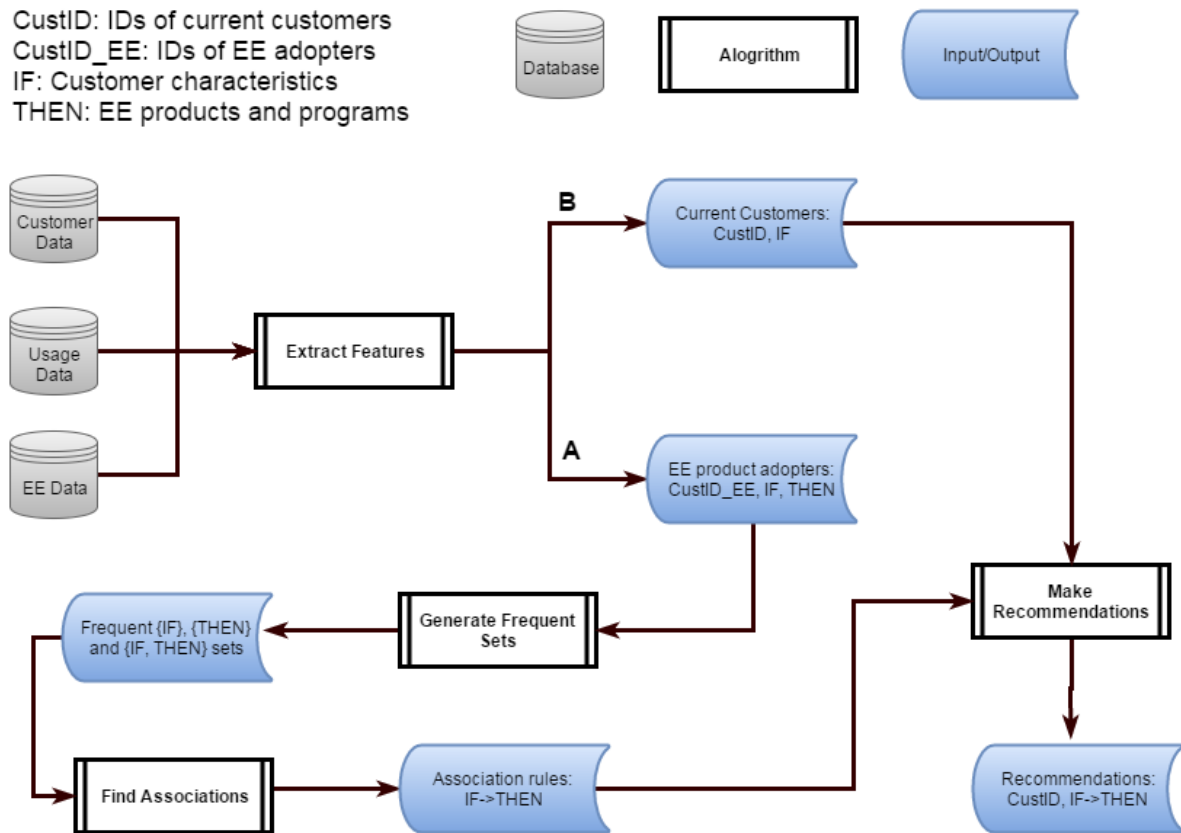 CustID: IDs of current customers
CustID_EE: IDs of EE adopters
IF: Customer characteristics
THEN: EE products and programs
Database
Alogrithm
Input/Output
Customer
Data
B
Current Customers:
CustID, IF
Usage
Data
Extract Features
EE Data
A
EE product adopters:
CustID_EE, IF, THEN
Make
Recommendations
Generate Frequent
Sets
Frequent {IF}, {THEN}
and {IF, THEN} sets
Find Associations
Association rules:
IF->THEN
Recommendations:
CustID, IF->THEN